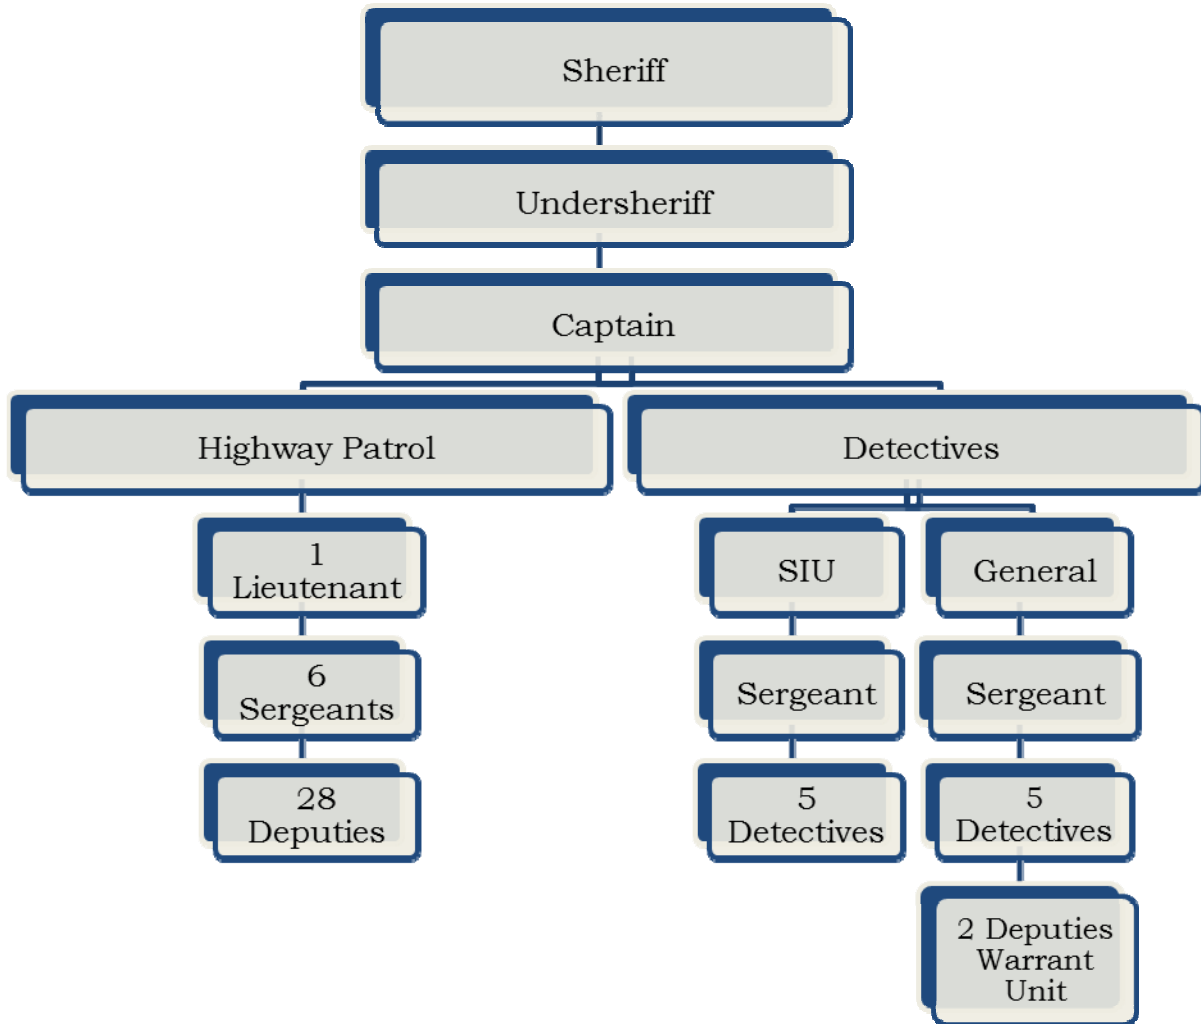 Sheriff
Undersheriff
Captain
Highway Patrol
Detectives
1
Lieutenant
6
Sergeants
28
Deputies
SIU
Sergeant
5
Detectives
General
Sergeant
5
Detectives
2 Deputies
Warrant
Unit